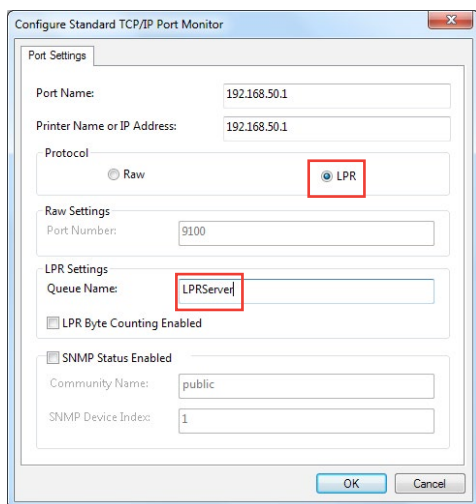 Configure Standard TCP/IP Port Monitor
Port Settings
Port Name: 192.168.50.1
Printer Name or IP Address: 192.168.50.1
Protocol
Raw LPR
Raw Settings
Port Number: 9100
LPR Settings
Queue Name: LPRServer
LPR Byte Counting Enabled
SNMP Status Enabled
Community Name: public
SNMP Device Index: 1
OK Cancel